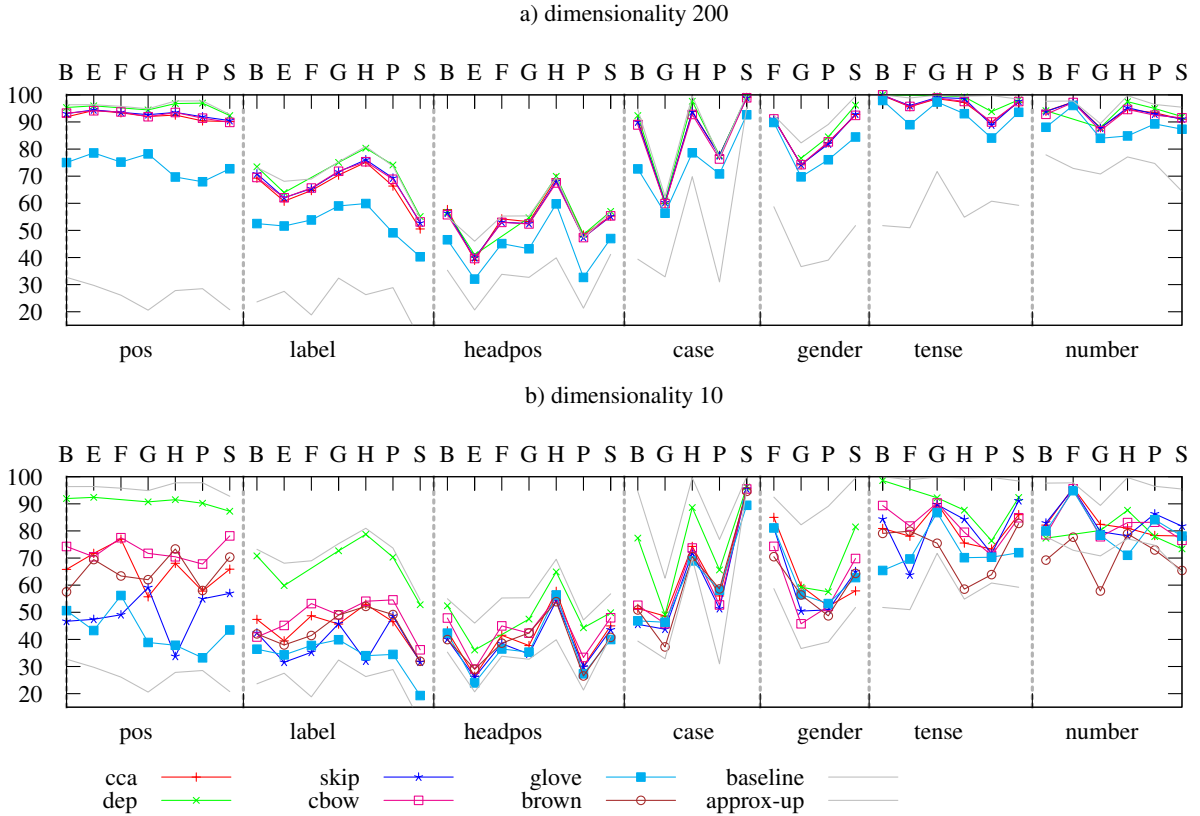 a) dimensionality 200
B E F G H P S B E F G H P S B E F G H P S B G H P S F G H P S B F G H P S B F G H P S
100
90
80
70
60
50
40
30
20
pos label headpos case gender tense number
b) dimensionality 10
B E F G H P S B E F G H P S B E F G H P S B G H P S F G H P S B F G H P S B F G H P S
100
90
80
70
60
50
40
30
20
pos label headpos case gender tense number
cca skip glove baseline
dep cbow brown approx-up